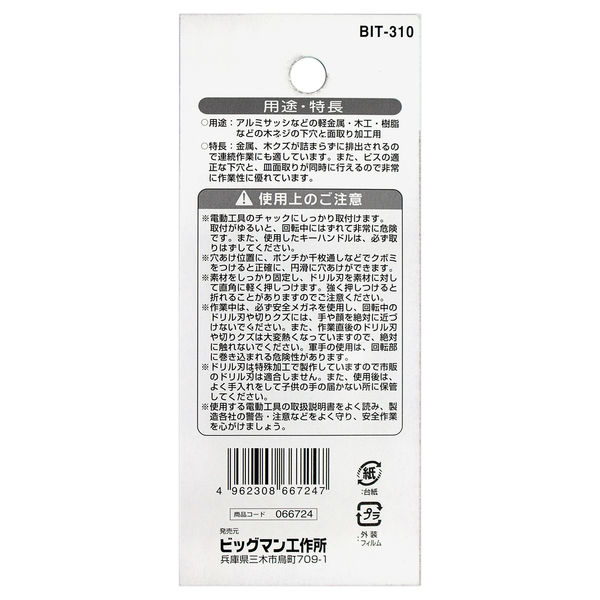 BIT-310
用途・特長
○用途：アルミサッシなどの軽金属・木工・樹脂
などの木ネジの下穴と面取り加工用
○特長：金属、木クズが詰まらずに排出されるの
で連続作業にも適しています。また、ビスの適
正な下穴と、皿面取りが同時に行えるので非常
に作業性に優れています。
使用上のご注意
※電動工具のチャックにしっかり取付けます。
取付がゆるいと、回転中にはずれて非常に危険
です。また、使用したキーハンドルは、必ず取
りはずしてください。
※穴あけ位置に、ポンチか千枚通しなどでクボミ
をつけると正確に、円滑に穴あけができます。
※素材をしっかり固定し、ドリル刃を素材に対し
て直角に軽く押しつけます。強く押しつけると
折れることがありますのでご注意ください。
※作業中は、必ず安全メガネを使用し、回転中の
ドリル刃や切りクズには、手や顔を絶対に近づ
けないでください。また、作業直後のドリル刃
や切りクズは大変熱くなっていますので、絶対
に触れないでください。軍手の使用は、回転部
に巻き込まれる危険性があります。
※ドリル刃は特殊加工で製作していますので市販
のドリル刃は適合しません。また、使用後は、
よく手入れをして子供の手の届かない所に保管
してください。
※使用する電動工具の取扱説明書をよく読み、製
造各社の警告・注意などをよく守り、安全作業
を心がけましょう。
4 962308 667247
商品コード 066724
紙
:台紙
プラ
外装
:フィルム
発売元
ビッグマン工作所
兵庫県三木市鳥町709-1